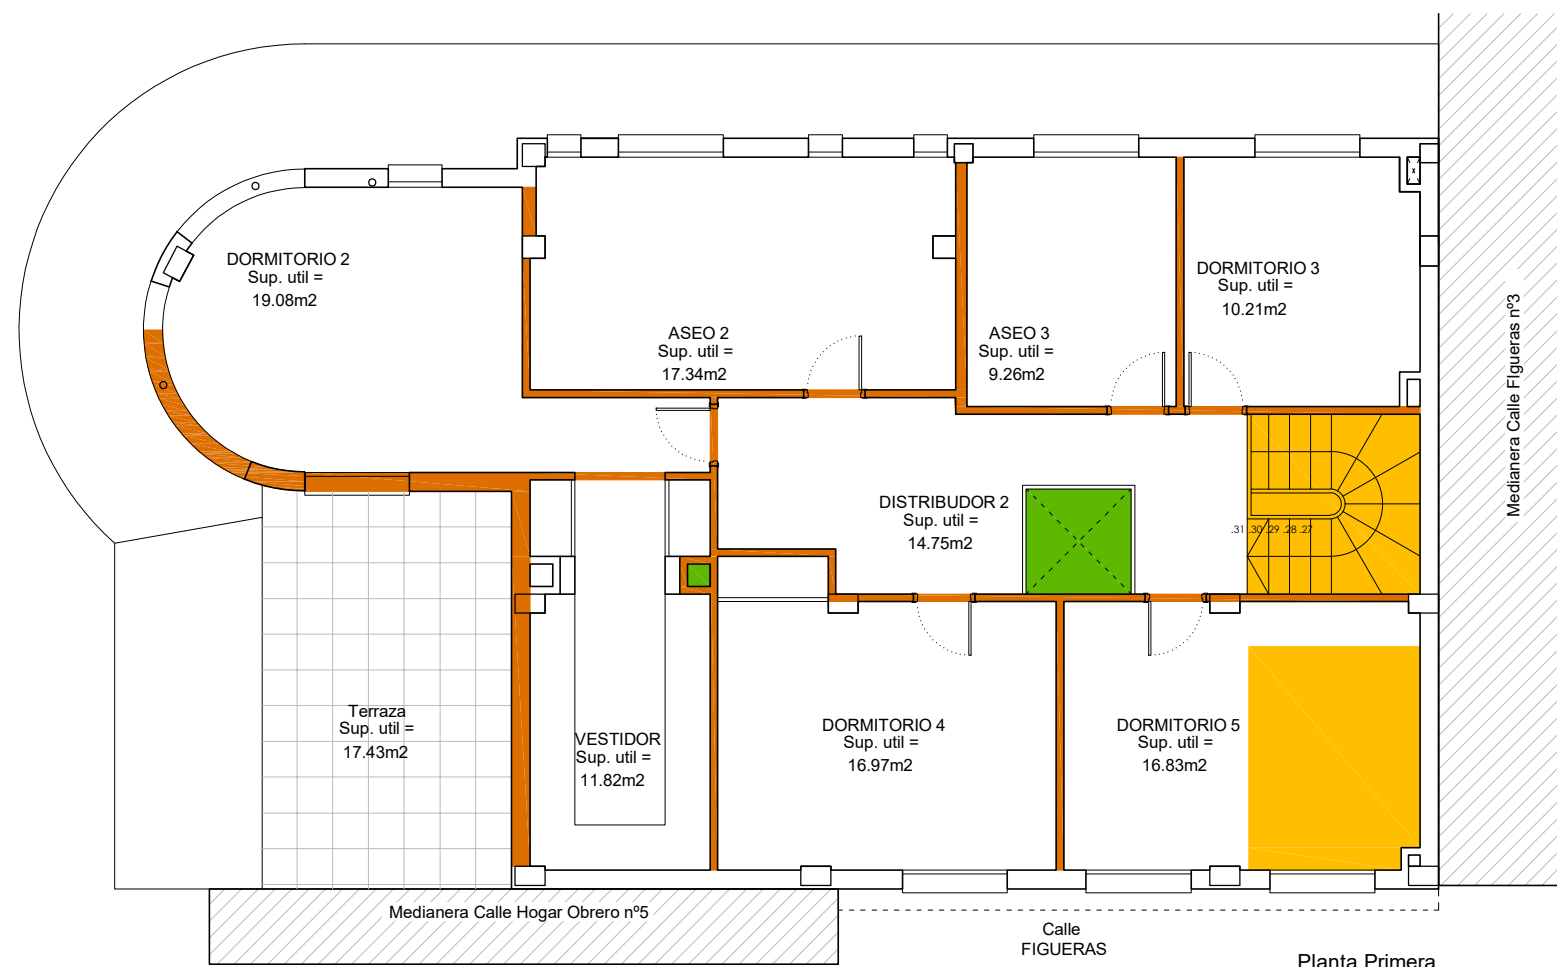 DORMITORIO 2
Sup. util =
19.08m2
ASEO 2
Sup. util =
17.34m2
ASEO 3
Sup. util =
9.26m2
DORMITORIO 3
Sup. util =
10.21m2
Medianera Calle FIgueras nº3
DISTRIBUDOR 2
Sup. util =
14.75m2
.31 .30 .29 .28 .27
Terraza
Sup. util =
17.43m2
VESTIDOR
Sup. util =
11.82m2
DORMITORIO 4
Sup. util =
16.97m2
DORMITORIO 5
Sup. util =
16.83m2
Medianera Calle Hogar Obrero nº5
Calle
FIGUERAS
Planta Primera